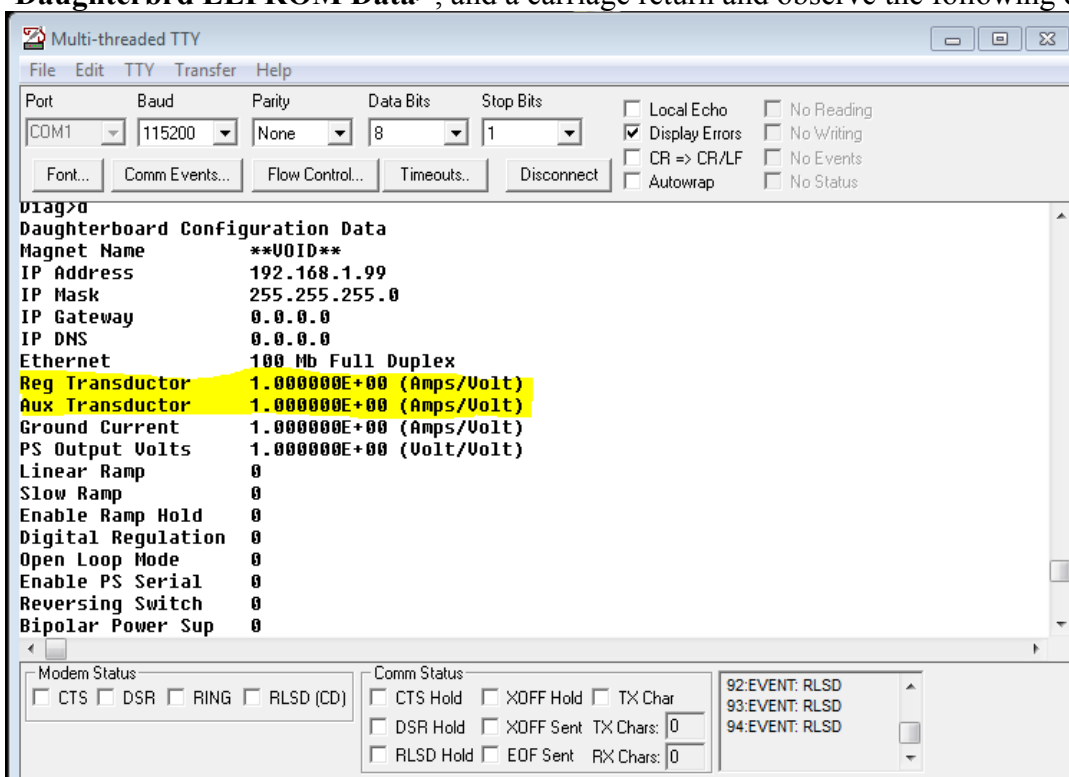 Daughterbrd EEPROM Data", and a carriage return and observe the following
Multi-threaded TTY
File Edit TTY Transfer Help
Port Baud Parity Data Bits Stop Bits
COM1 115200 None 8 1
Font... Comm Events... Flow Control... Timeouts.. Disconnect
Local Echo No Reading
Display Errors No Writing
CR => CR/LF No Events
Autowrap No Status
Diag>d
Daughterboard Configuration Data
Magnet Name **VOID**
IP Address 192.168.1.99
IP Mask 255.255.255.0
IP Gateway 0.0.0.0
IP DNS 0.0.0.0
Ethernet 100 Mb Full Duplex
Reg Transductor 1.000000E+00 (Amps/Volt)
Aux Transductor 1.000000E+00 (Amps/Volt)
Ground Current 1.000000E+00 (Amps/Volt)
PS Output Volts 1.000000E+00 (Volt/Volt)
Linear Ramp 0
Slow Ramp 0
Enable Ramp Hold 0
Digital Regulation 0
Open Loop Mode 0
Enable PS Serial 0
Reversing Switch 0
Bipolar Power Sup 0
Modem Status
CTS DSR RING RLSD (CD)
Comm Status
CTS Hold XOFF Hold TX Char
DSR Hold XOFF Sent TX Chars: 0
RLSD Hold EOF Sent RX Chars: 0
92:EVENT: RLSD
93:EVENT: RLSD
94:EVENT: RLSD